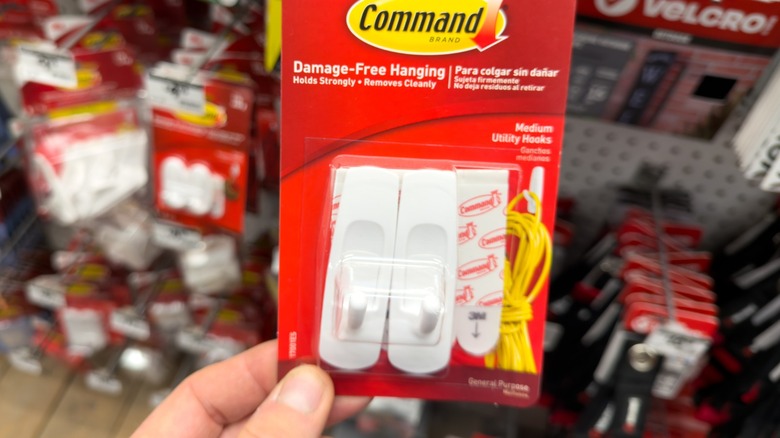 Command
BRAND
VELCRO
Damage-Free Hanging
Holds Strongly • Removes Cleanly
Para colgar sin dañar
Sujeta firmemente
No deja residuos al retirar
Medium
Utility Hooks
Ganchos
medianos
Command
Command
Command
3M
General Purpose